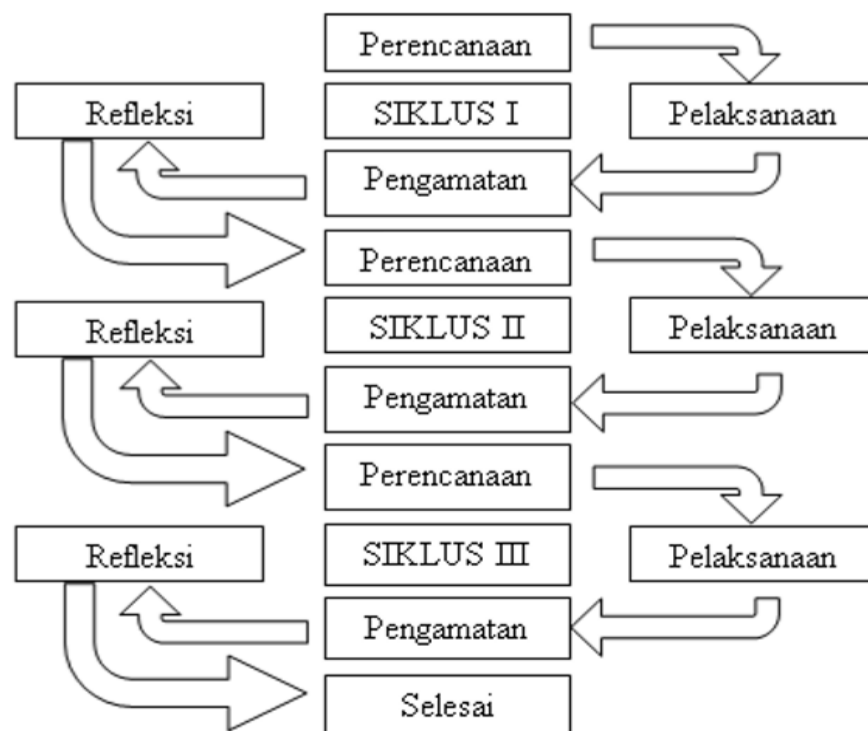 Perencanaan
Refleksi
SIKLUS I
Pelaksanaan
Pengamatan
Perencanaan
Refleksi
SIKLUS II
Pelaksanaan
Pengamatan
Perencanaan
Refleksi
SIKLUS III
Pelaksanaan
Pengamatan
Selesai